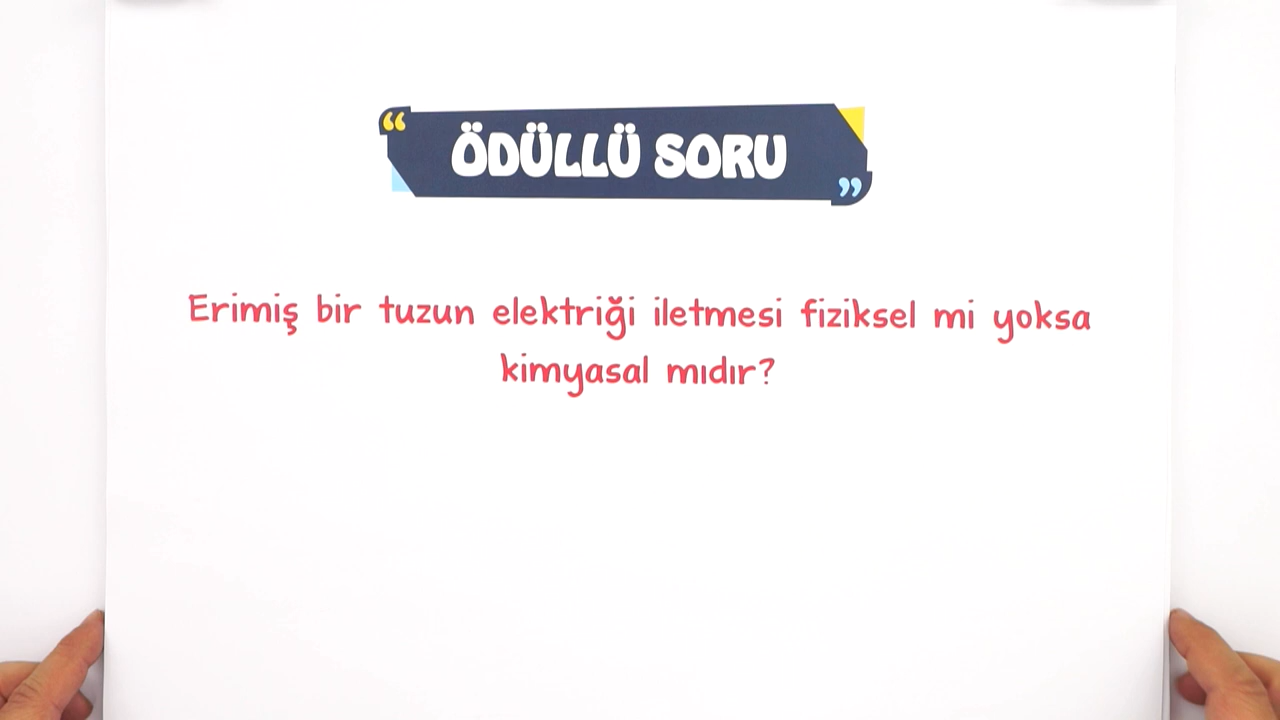 ÖDÜLLÜ SORU
Erimiş bir tuzun elektriği iletmesi fiziksel mi yoksa
kimyasal mıdır?